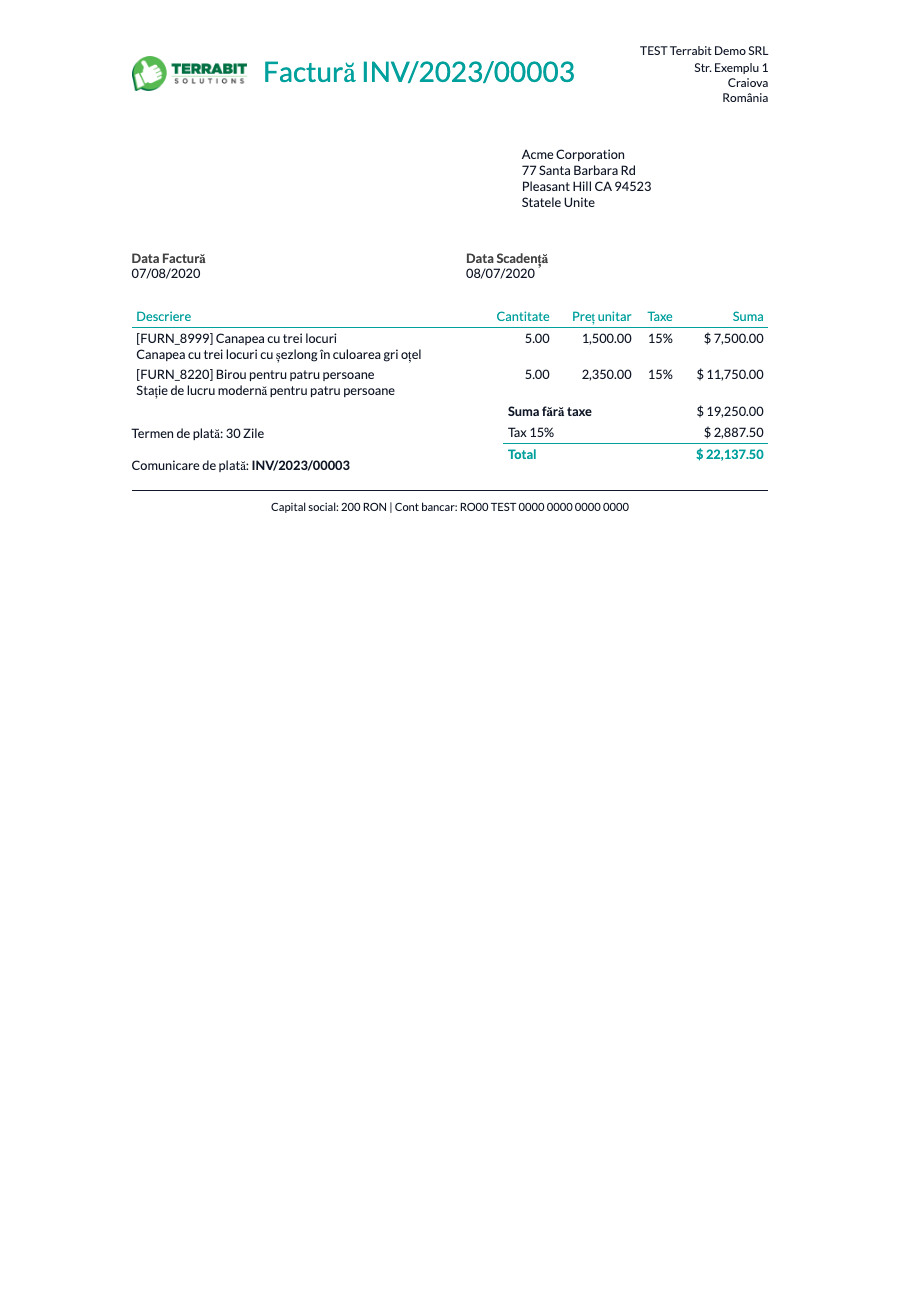 TERRABIT
SOLUTIONS
Factură INV/2023/00003
TEST Terrabit Demo SRL
Str. Exemplu 1
Craiova
România
Acme Corporation
77 Santa Barbara Rd
Pleasant Hill CA 94523
Statele Unite
Data Factură
07/08/2020
Data Scadență
08/07/2020
Descriere Cantitate Preț unitar Taxe Suma
[FURN_8999] Canapea cu trei locuri 5.00 1,500.00 15% $ 7,500.00
Canapea cu trei locuri cu șezlong în culoarea gri oțel
[FURN_8220] Birou pentru patru persoane 5.00 2,350.00 15% $ 11,750.00
Stație de lucru modernă pentru patru persoane
Suma fără taxe $ 19,250.00
Tax 15% $ 2,887.50
Total $ 22,137.50
Termen de plată: 30 Zile
Comunicare de plată: INV/2023/00003
Capital social: 200 RON | Cont bancar: RO00 TEST 0000 0000 0000 0000